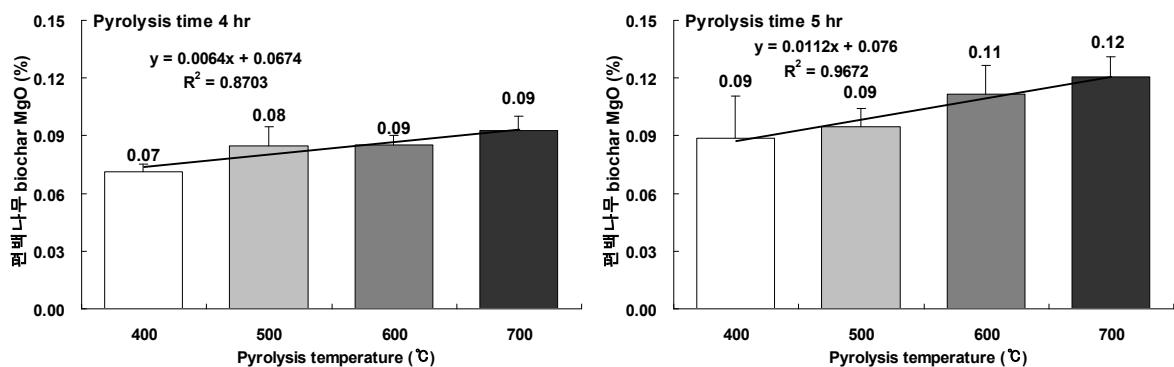 Pyrolysis time 4 hr
y = 0.0064x + 0.0674
R² = 0.8703
0.15
0.12
0.09
0.06
0.03
0.00
편백나무 biochar MgO (%)
0.07
0.08
0.09
0.09
400 500 600 700
Pyrolysis temperature (℃)
Pyrolysis time 5 hr
y = 0.0112x + 0.076
R² = 0.9672
0.15
0.12
0.09
0.06
0.03
0.00
편백나무 biochar MgO (%)
0.09
0.09
0.11
0.12
400 500 600 700
Pyrolysis temperature (℃)